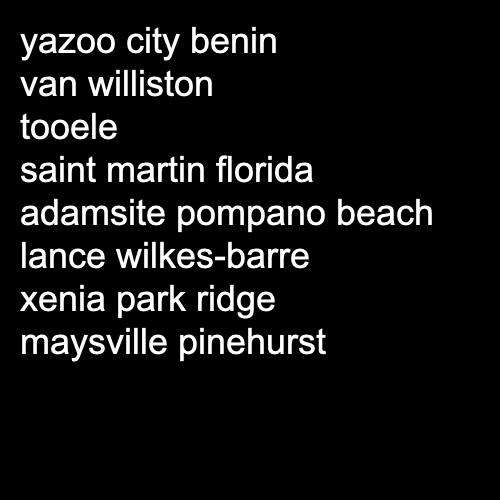 yazoo city benin
van williston
tooele
saint martin florida
adamsite pompano beach
lance wilkes-barre
xenia park ridge
maysville pinehurst